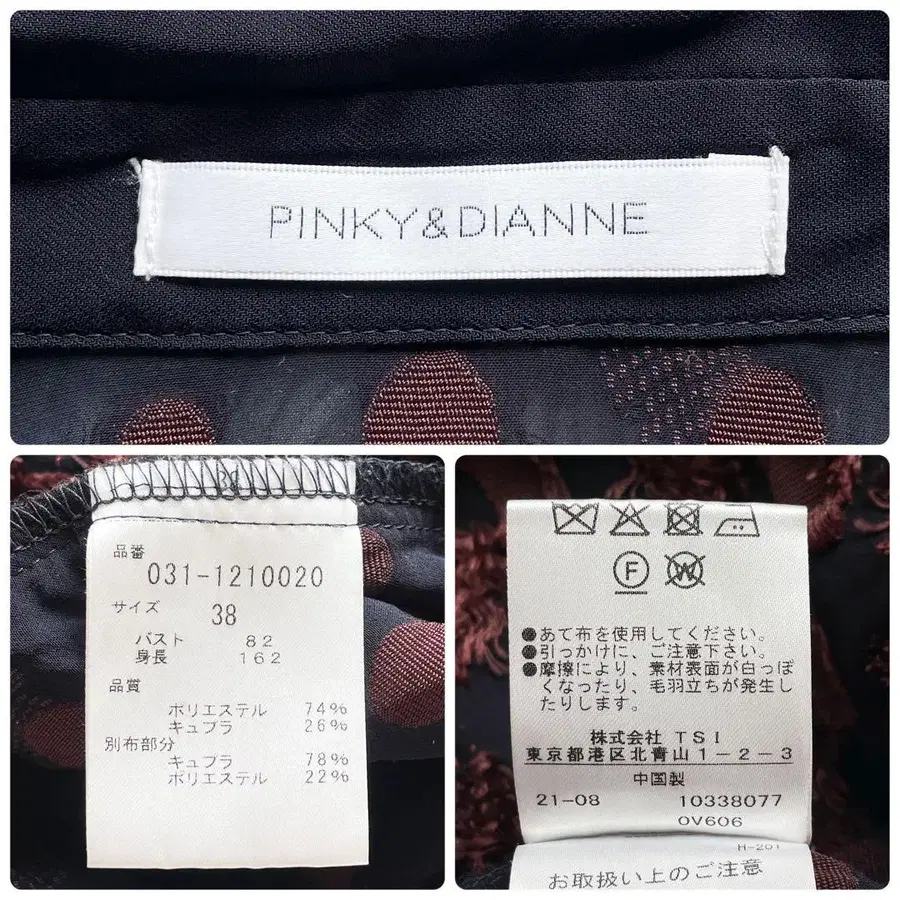 PINKY&DIANNE
品番
031-1210020
サイズ
38
バスト 82
身長 162
品質
ポリエステル 74%
キュプラ 26%
別布部分
キュプラ 78%
ポリエステル 22%
F W
●あて布を使用してください。
●引っかけに、ご注意下さい。
●摩擦により、素材表面が白っぽ
くなったり、毛羽立ちが発生し
たりします。
株式会社 TSI
東京都港区北青山1-2-3
中国製
21-08 10338077
0V606
H-201
お取扱い上のご注意